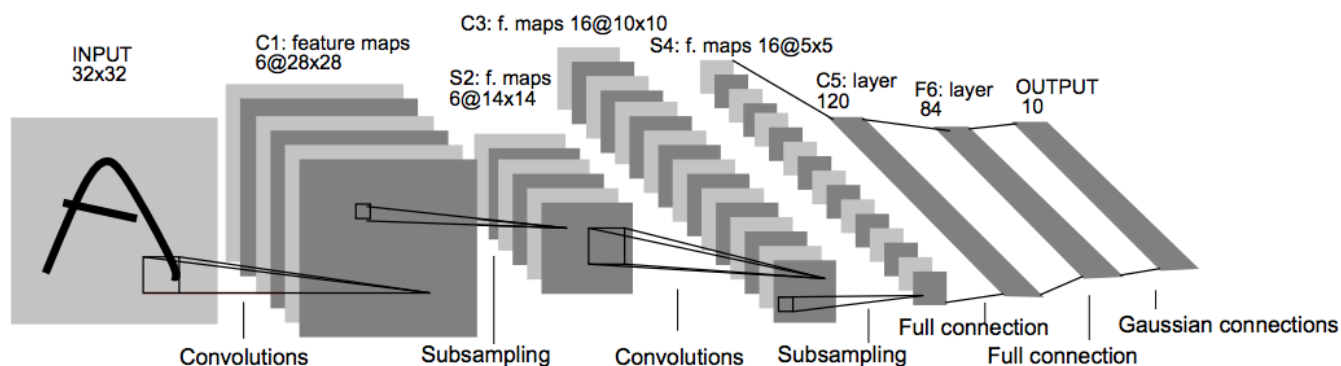 INPUT
32x32
C1: feature maps
6@28x28
S2: f. maps
6@14x14
C3: f. maps 16@10x10
S4: f. maps 16@5x5
C5: layer
120
F6: layer
84
OUTPUT
10
Convolutions
Subsampling
Convolutions
Subsampling
Full connection
Full connection
Gaussian connections